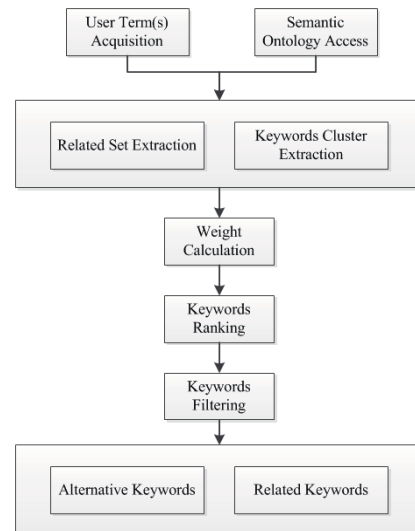 User Term(s)
Acquisition
Semantic
Ontology Access
Related Set Extraction
Keywords Cluster
Extraction
Weight
Calculation
Keywords
Ranking
Keywords
Filtering
Alternative Keywords
Related Keywords